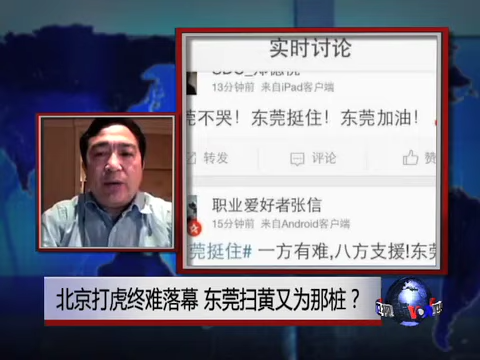 实时讨论
13分钟前 来自iPad客户端
莞不哭！东莞挺住！东莞加油！
转发 评论 赞
职业爱好者张信
15分钟前 来自Android客户端
莞挺住# 一方有难,八方支援!东莞
北京打虎终难落幕 东莞扫黄又为那桩？
VOA